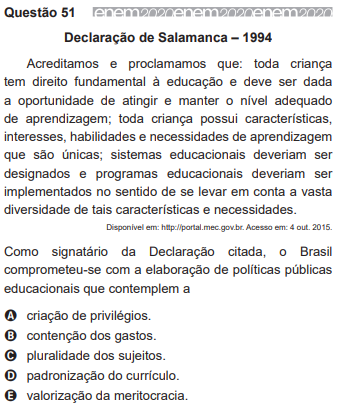 Questão 51 enem2020enem2020enem2020
Declaração de Salamanca – 1994
Acreditamos e proclamamos que: toda criança
tem direito fundamental à educação e deve ser dada
a oportunidade de atingir e manter o nível adequado
de aprendizagem; toda criança possui características,
interesses, habilidades e necessidades de aprendizagem
que são únicas; sistemas educacionais deveriam ser
designados e programas educacionais deveriam ser
implementados no sentido de se levar em conta a vasta
diversidade de tais características e necessidades.
Disponível em: http://portal.mec.gov.br. Acesso em: 4 out. 2015.
Como signatário da Declaração citada, o Brasil
comprometeu-se com a elaboração de políticas públicas
educacionais que contemplem a
A criação de privilégios.
B contenção dos gastos.
C pluralidade dos sujeitos.
D padronização do currículo.
E valorização da meritocracia.